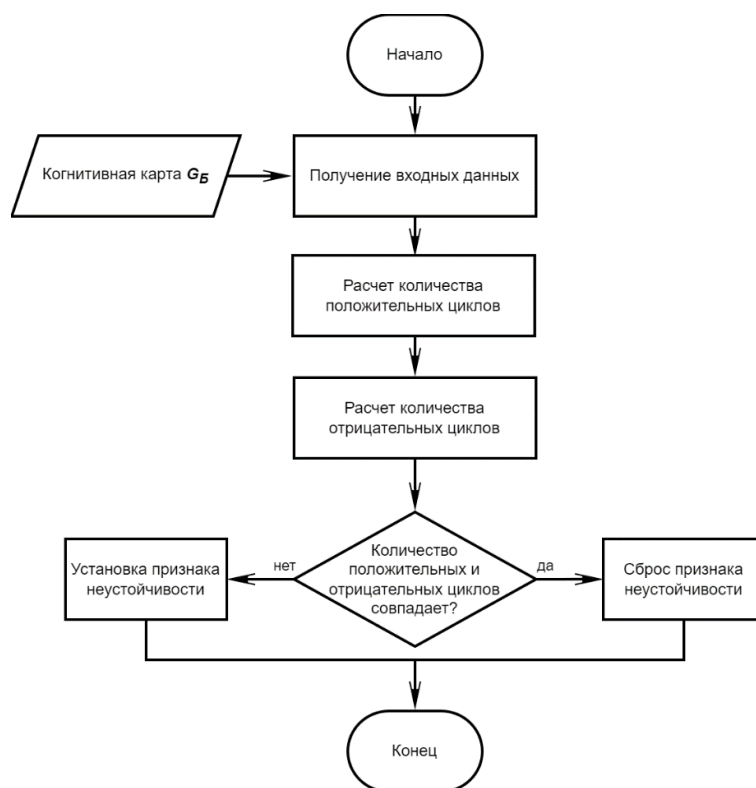 Начало
Когнитивная карта GБ
Получение входных данных
Расчет количества
положительных циклов
Расчет количества
отрицательных циклов
Количество
положительных и
отрицательных циклов
совпадает?
нет
да
Установка признака
неустойчивости
Сброс признака
неустойчивости
Конец